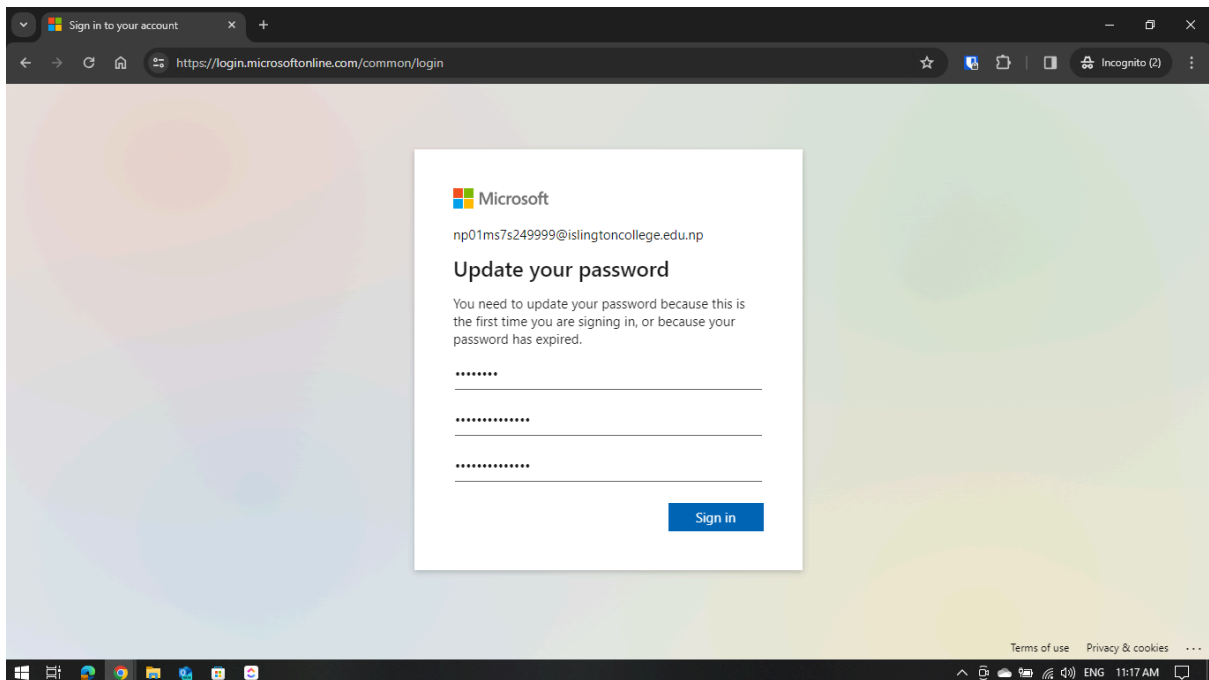 Sign in to your account
https://login.microsoftonline.com/common/login
Incognito (2)
Microsoft
np01ms7s249999@islingtoncollege.edu.np
Update your password
You need to update your password because this is
the first time you are signing in, or because your
password has expired.
••••••••
••••••••••••••
••••••••••••••
Sign in
Terms of use Privacy & cookies ...
ENG 11:17 AM